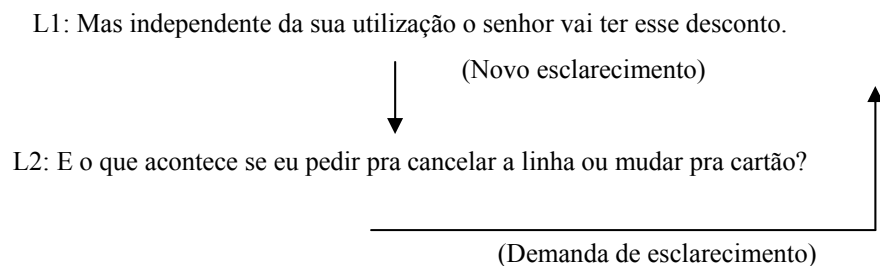 L1: Mas independente da sua utilização o senhor vai ter esse desconto.
(Novo esclarecimento)
L2: E o que acontece se eu pedir pra cancelar a linha ou mudar pra cartão?
(Demanda de esclarecimento)